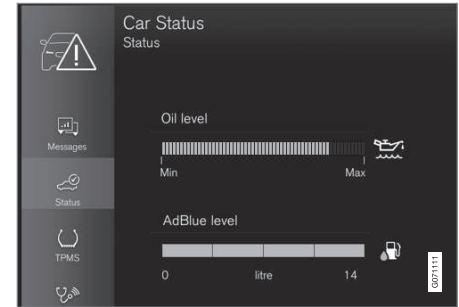 Car Status
Status
Messages
Status
TPMS
Oil level
Min Max
AdBlue level
0 litre 14
G071111